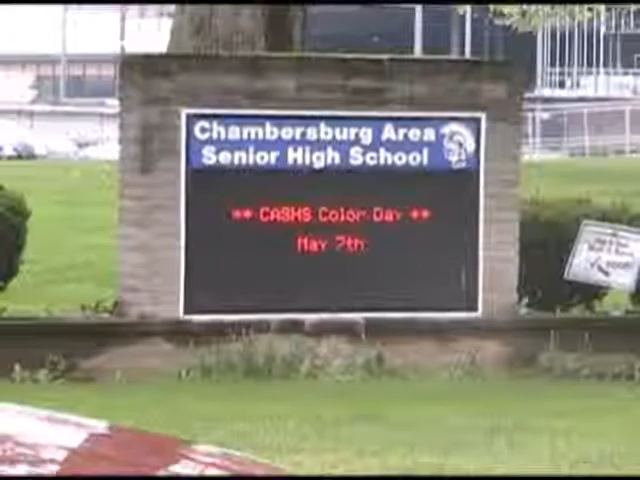 Chambersburg Area
Senior High School
** CASHS Color Day **
May 7th